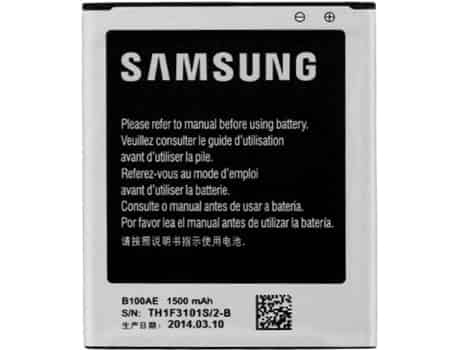 SAMSUNG
Please refer to manual before using battery.
Veuillez consulter le guide d'utilisation
avant d'utiliser la pile.
Referez-vous au mode d'emploi
avant d'utiliser la batterie.
Consulte o manual antes de usar a bateria.
Por favor lea el manual antes de utilizar la batería.
请按照说明书指示使用电池.
B100AE 1500 mAh
S/N: TH1F3101S/2-B
生产日期: 2014.03.10